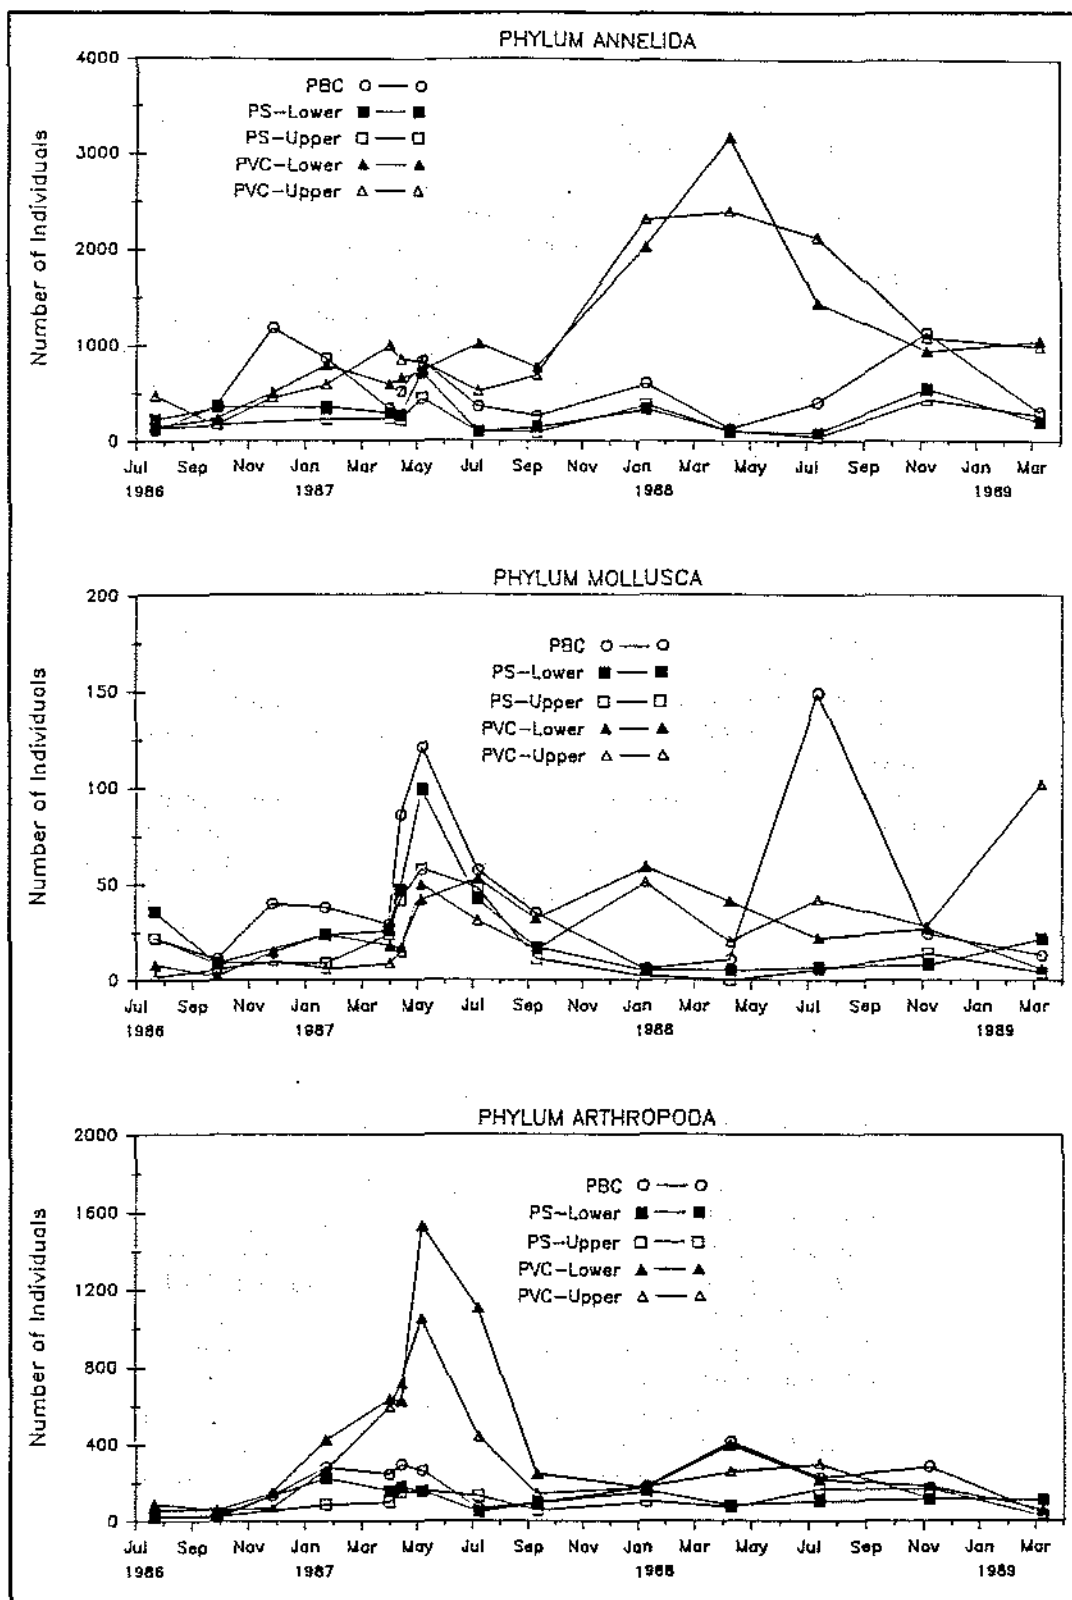 PHYLUM ANNELIDA
4000
3000
2000
1000
0
Number of Individuals
PBC
PS-Lower
PS-Upper
PVC-Lower
PVC-Upper
Jul Sep Nov Jan Mar May Jul Sep Nov Jan Mar May Jul Sep Nov Jan Mar
1986 1987 1988 1989
PHYLUM MOLLUSCA
200
150
100
50
0
Number of Individuals
PBC
PS-Lower
PS-Upper
PVC-Lower
PVC-Upper
Jul Sep Nov Jan Mar May Jul Sep Nov Jan Mar May Jul Sep Nov Jan Mar
1986 1987 1988 1989
PHYLUM ARTHROPODA
2000
1600
1200
800
400
0
Number of Individuals
PBC
PS-Lower
PS-Upper
PVC-Lower
PVC-Upper
Jul Sep Nov Jan Mar May Jul Sep Nov Jan Mar May Jul Sep Nov Jan Mar
1986 1987 1988 1989